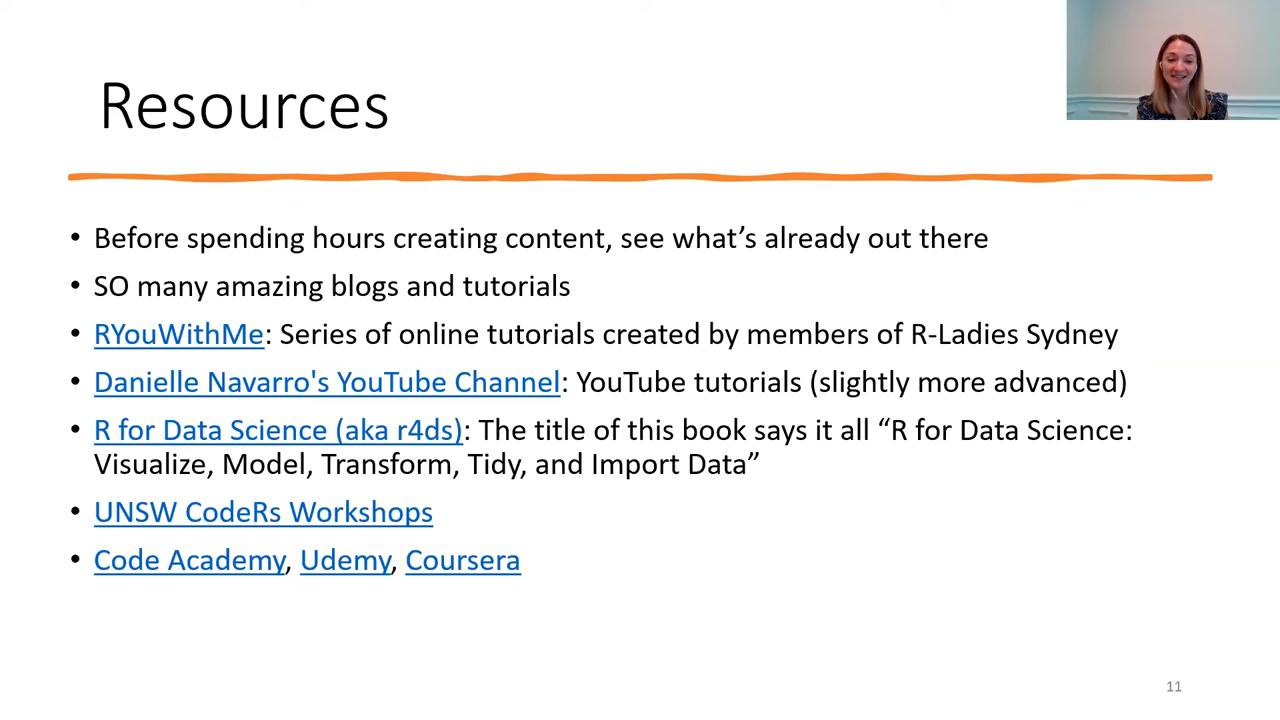 Resources
• Before spending hours creating content, see what’s already out there
• SO many amazing blogs and tutorials
• RYouWithMe: Series of online tutorials created by members of R-Ladies Sydney
• Danielle Navarro's YouTube Channel: YouTube tutorials (slightly more advanced)
• R for Data Science (aka r4ds): The title of this book says it all “R for Data Science:
Visualize, Model, Transform, Tidy, and Import Data”
• UNSW CodeRs Workshops
• Code Academy, Udemy, Coursera
11